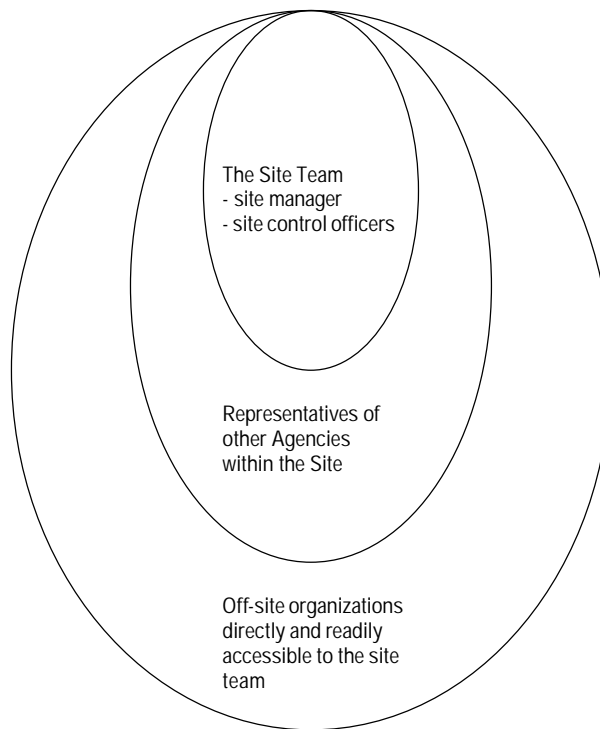 The Site Team
- site manager
- site control officers
Representatives of
other Agencies
within the Site
Off-site organizations
directly and readily
accessible to the site
team